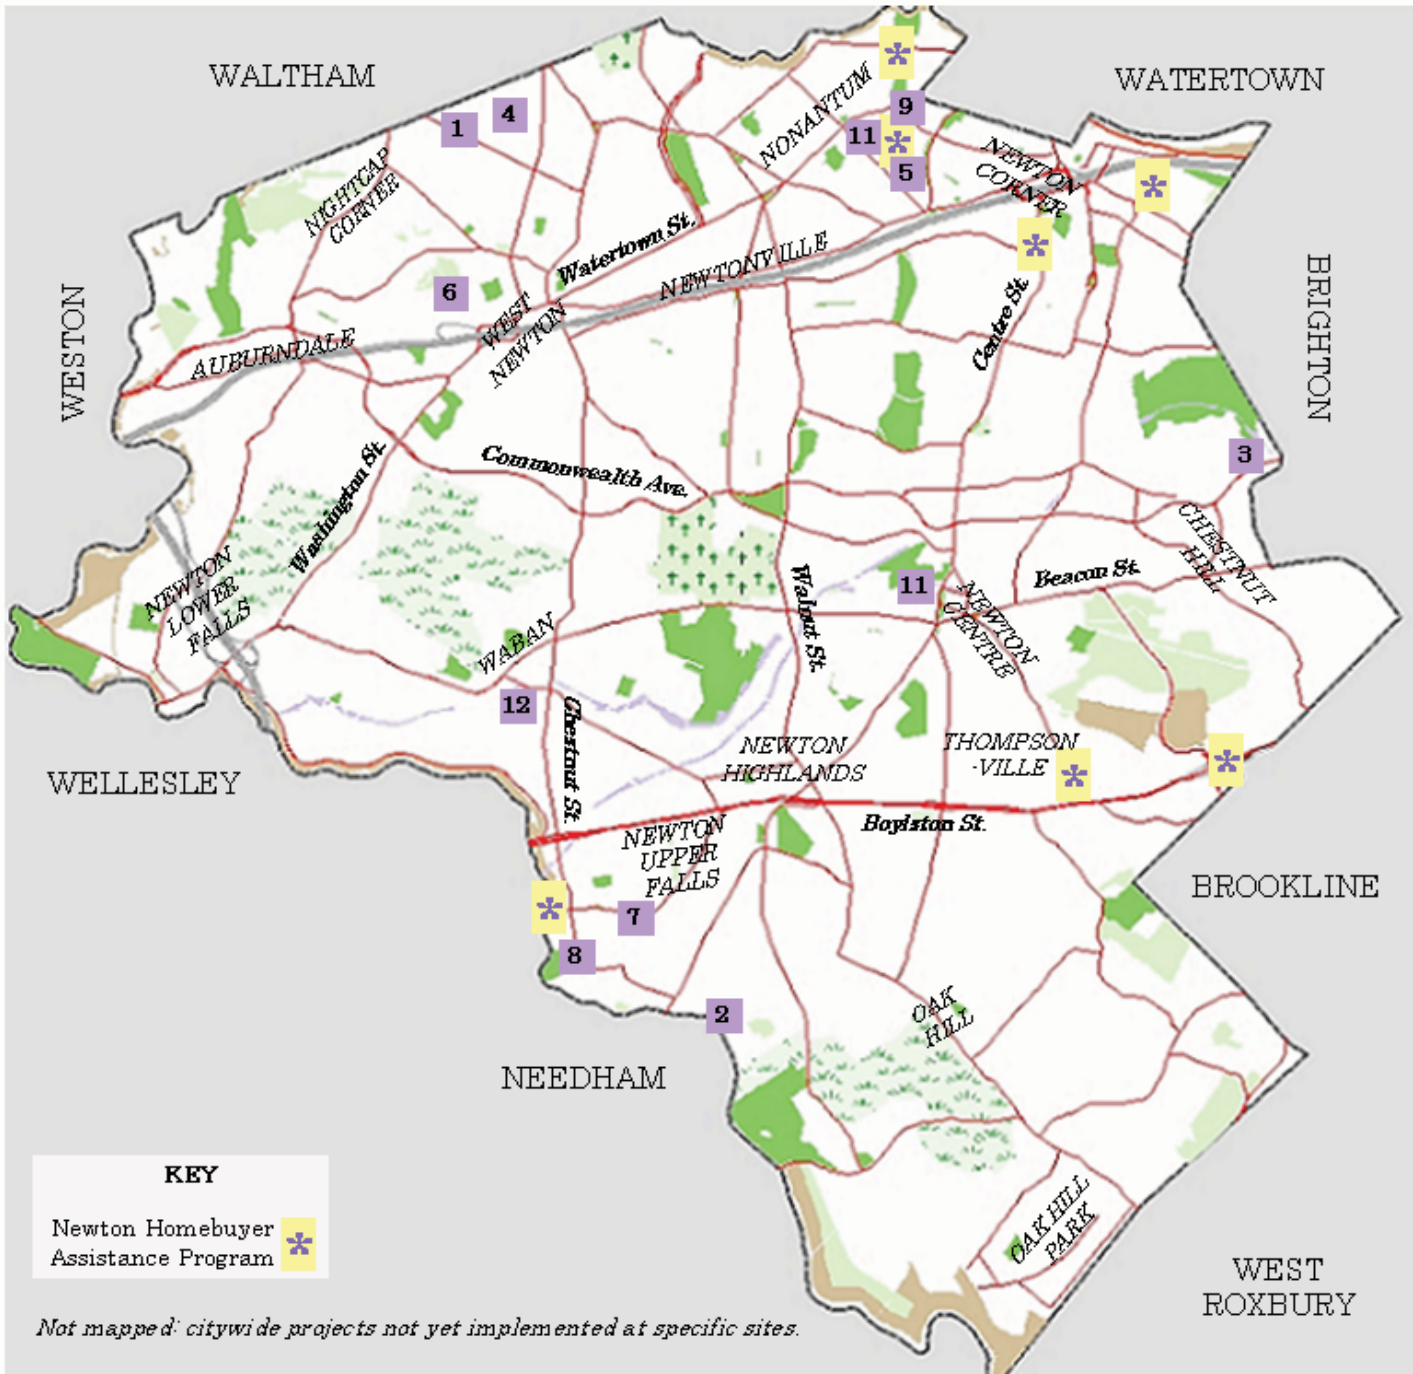 WALTHAM
WATERTOWN
NONANTUM
9
4
1
11
5
NEWTON
CORNER
NIGHTCAP
CORNER
Watertown St.
NEWTONVILLE
6
WEST
NEWTON
Centre St.
BRIGHTON
WESTON
AUBURNDALE
Washington St.
Commonwealth Ave.
3
CHESTNUT
HILL
NEWTON
LOWER
FALLS
Walnut St.
11
Beacon St.
NEWTON
CENTRE
WABAN
12
Chestnut St.
NEWTON
HIGHLANDS
THOMPSON
-VILLE
WELLESLEY
Boylston St.
NEWTON
UPPER
FALLS
BROOKLINE
7
8
2
OAK
HILL
NEEDHAM
OAK HILL
PARK
WEST
ROXBURY
KEY
Newton Homebuyer
Assistance Program
Not mapped: citywide projects not yet implemented at specific sites.